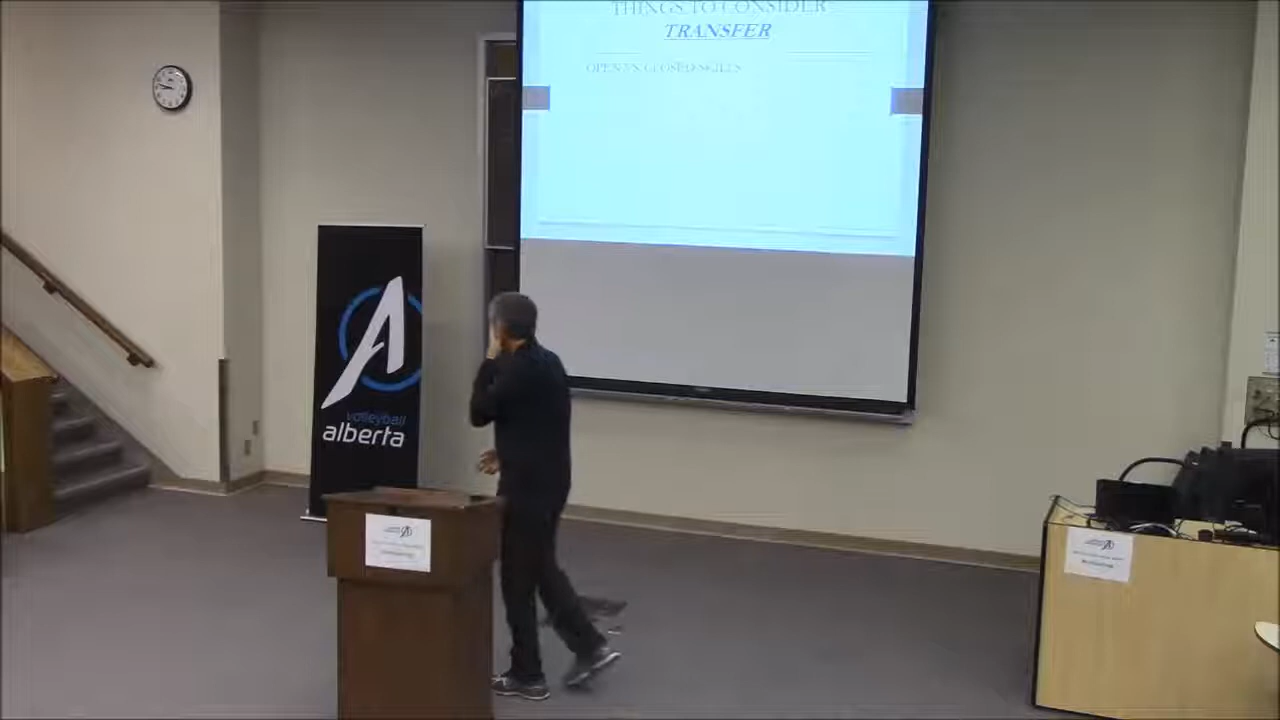 THINGS TO CONSIDER
TRANSFER
OPEN VS. CLOSED SKILLS
volleyball
alberta